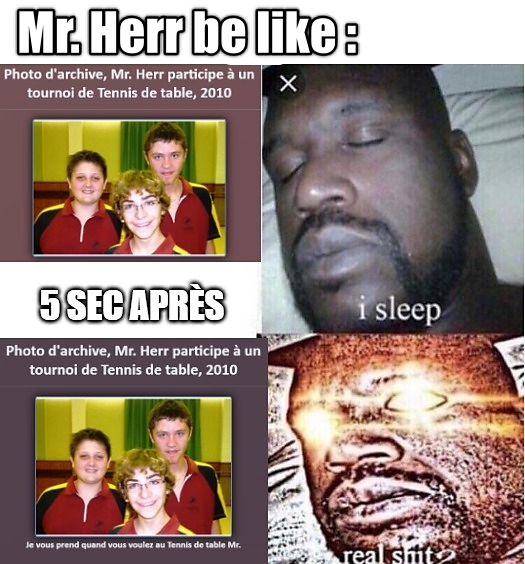 Mr. Herr be like :
Photo d'archive, Mr. Herr participe à un
tournoi de Tennis de table, 2010
i sleep
5 SEC APRÈS
Photo d'archive, Mr. Herr participe à un
tournoi de Tennis de table, 2010
Je vous prend quand vous voulez au Tennis de table Mr.
real shit?